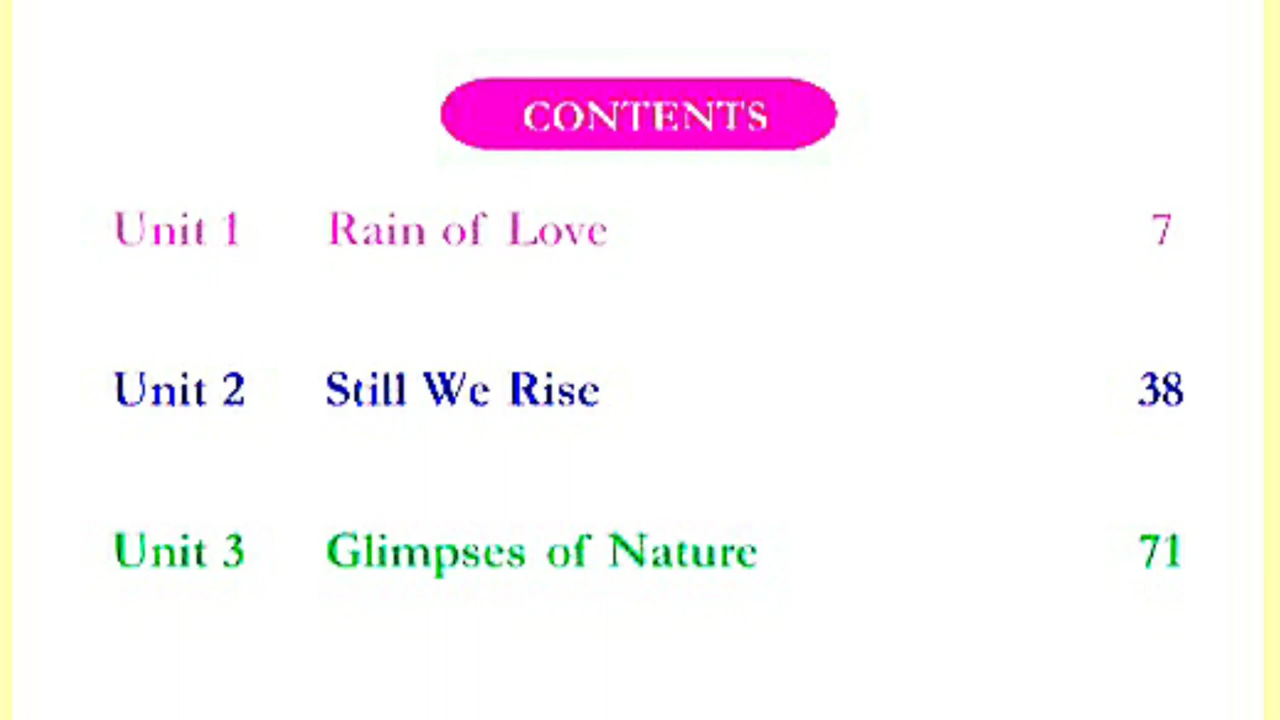 CONTENTS
Unit 1 Rain of Love 7
Unit 2 Still We Rise 38
Unit 3 Glimpses of Nature 71